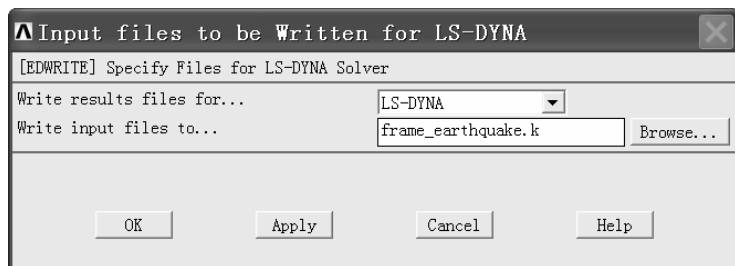 Input files to be Written for LS-DYNA
[EDWRITE] Specify Files for LS-DYNA Solver
Write results files for... LS-DYNA
Write input files to... frame_earthquake.k Browse...
OK Apply Cancel Help